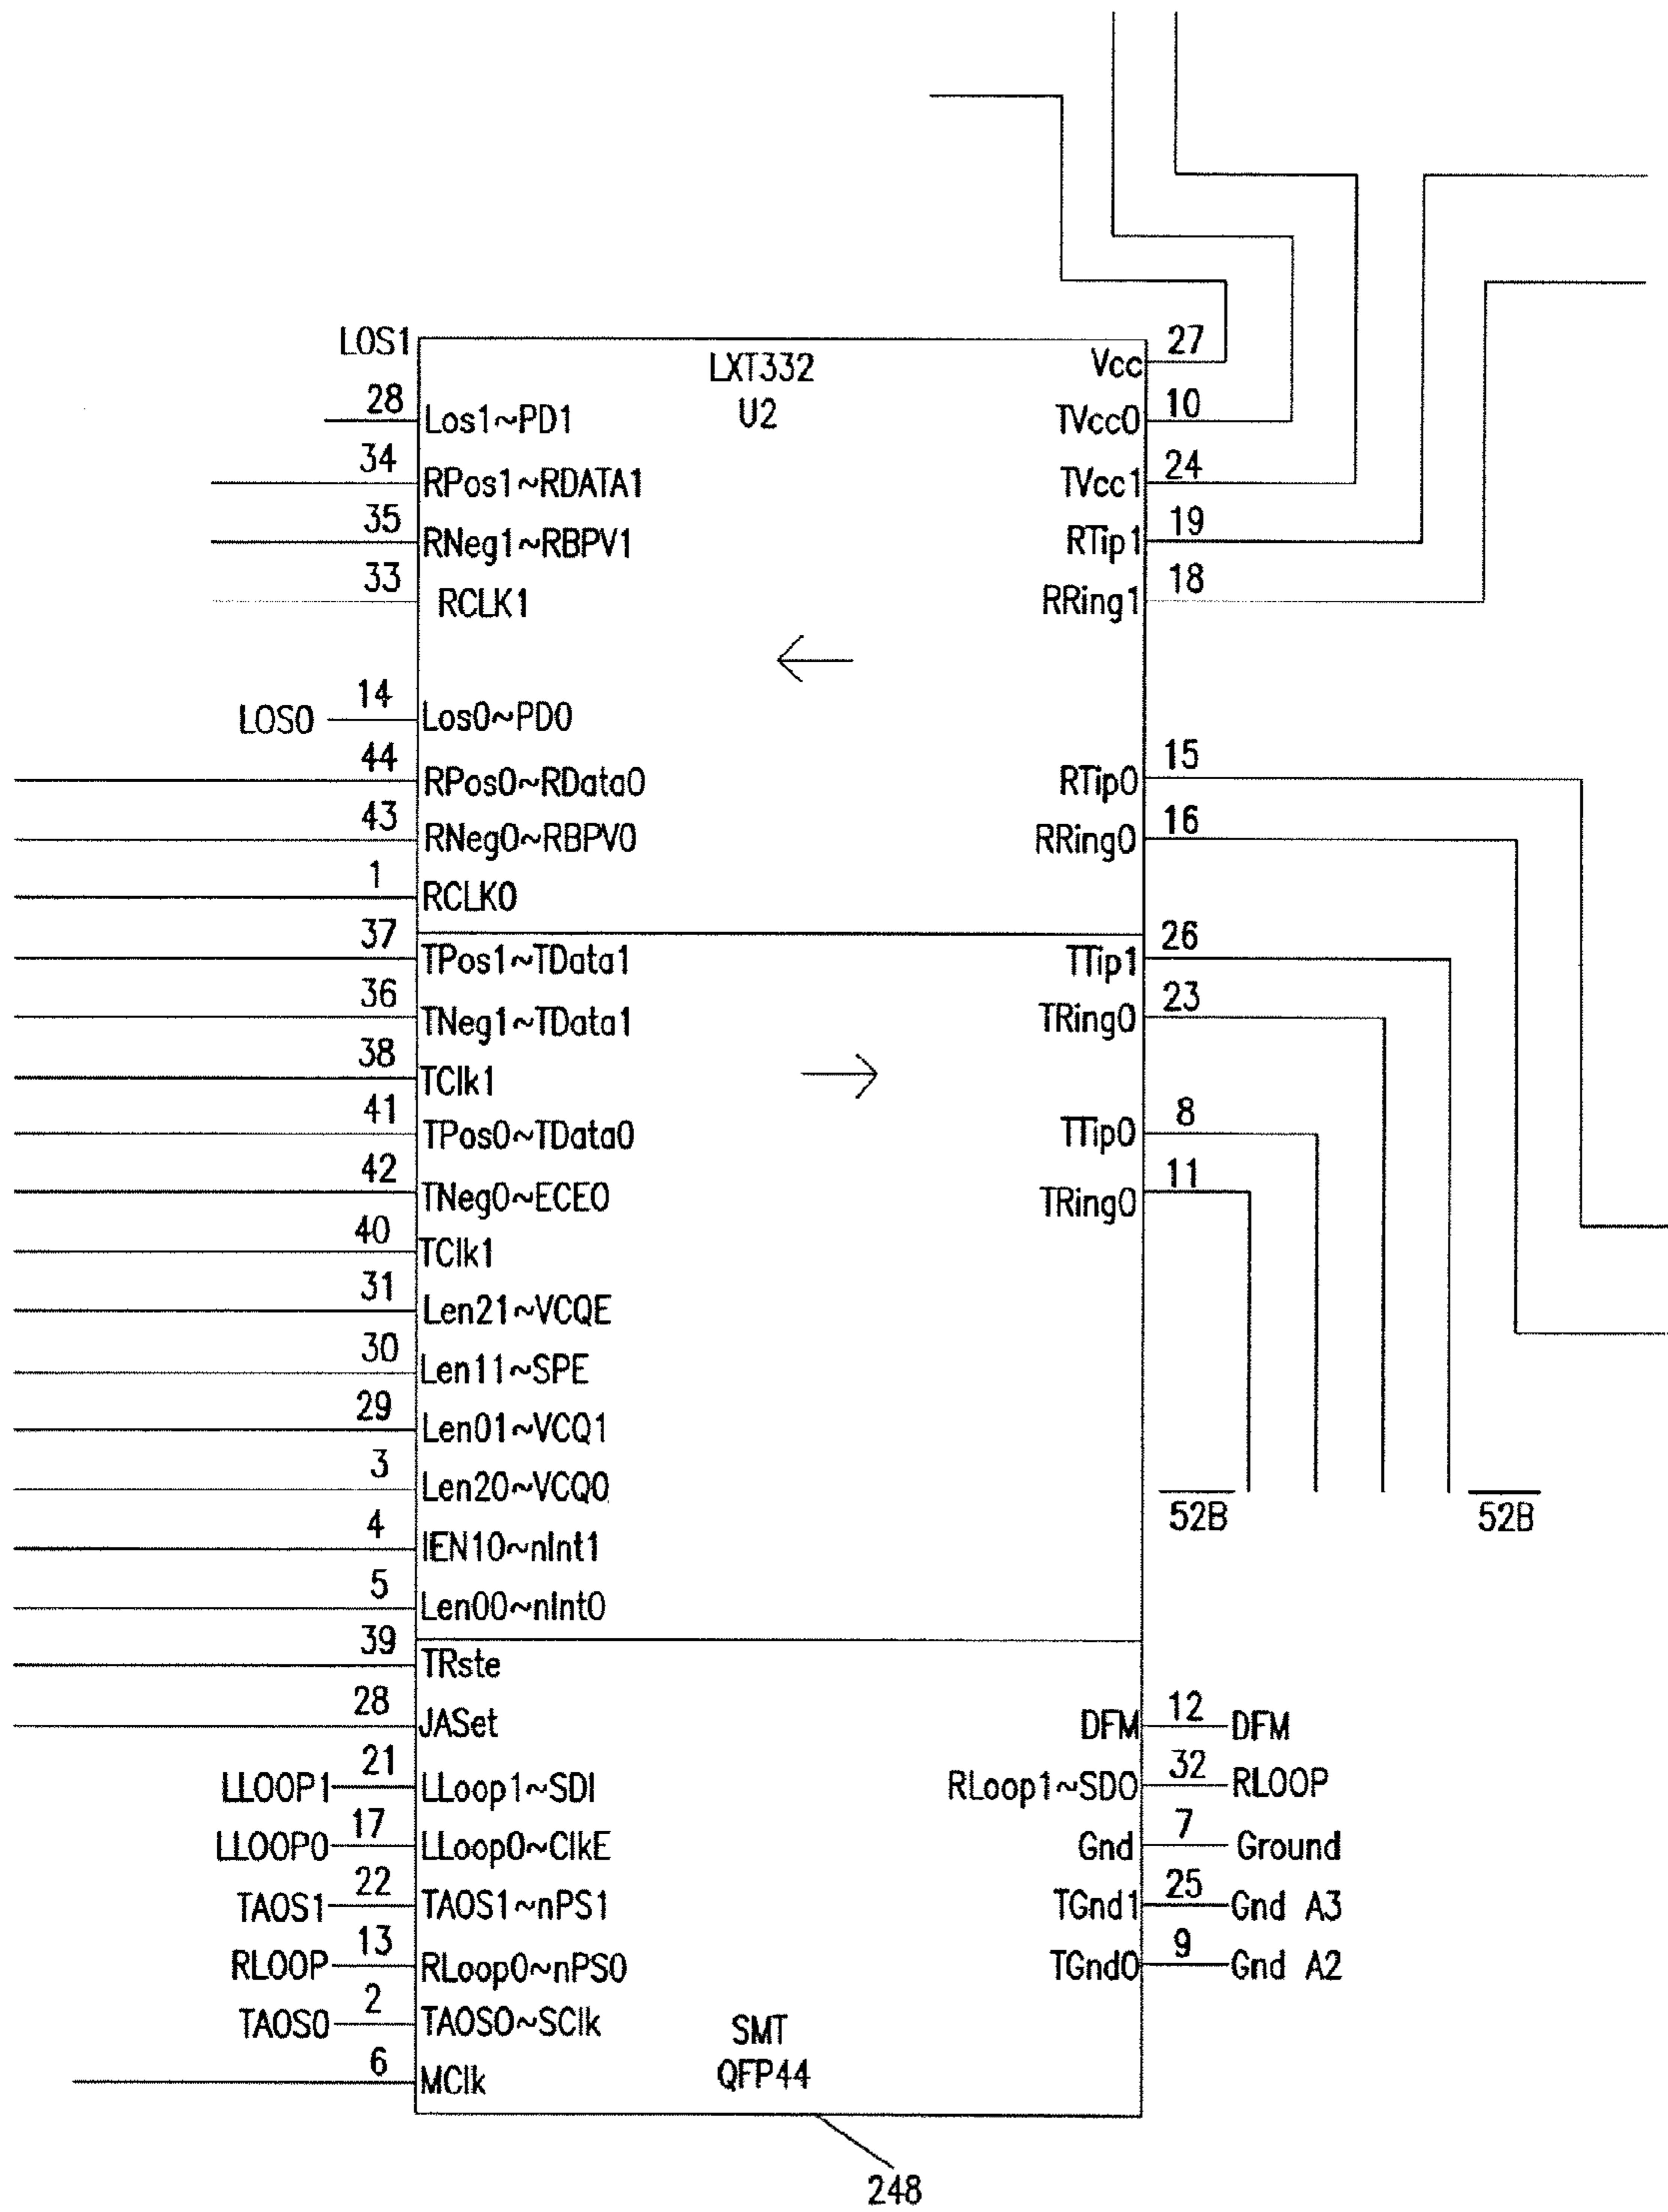 LOS1
LXT332
U2
Vcc 27
28 Los1~PD1
TVcc0 10
34 RPos1~RDATA1
TVcc1 24
35 RNeg1~RBPV1
RTip1 19
33 RCLK1
RRing1 18
LOS0 14 Los0~PD0
44 RPos0~RData0
RTip0 15
43 RNeg0~RBPV0
RRing0 16
1 RCLK0
37 TPos1~TData1
TTip1 26
36 TNeg1~TData1
TRing0 23
38 TClk1
41 TPos0~TData0
TTip0 8
42 TNeg0~ECE0
TRing0 11
40 TClk1
31 Len21~VCQE
30 Len11~SPE
29 Len01~VCQ1
3 Len20~VCQ0
52B 52B
4 lEN10~nInt1
5 Len00~nInt0
39 TRste
28 JASet
DFM 12 DFM
LLOOP1 21 LLoop1~SDI
RLoop1~SDO 32 RLOOP
LLOOP0 17 LLoop0~ClkE
Gnd 7 Ground
TAOS1 22 TAOS1~nPS1
TGnd1 25 Gnd A3
RLOOP 13 RLoop0~nPS0
TGnd0 9 Gnd A2
TAOS0 2 TAOS0~SClk
SMT
QFP44
6 MClk
248